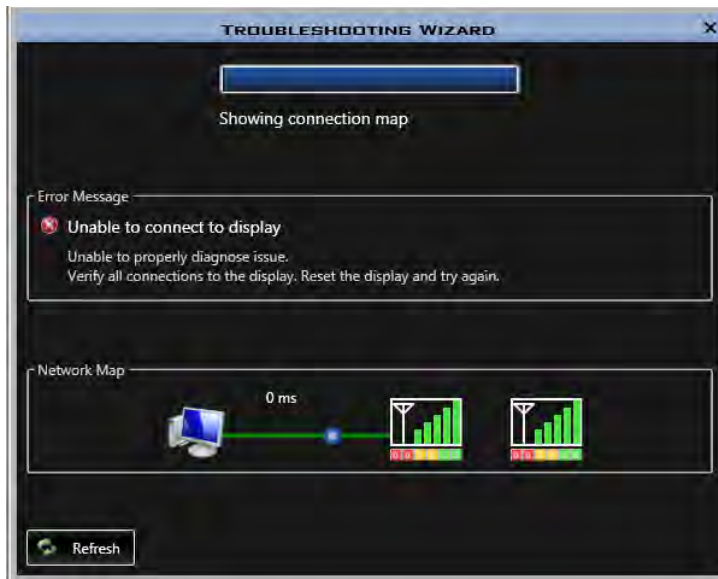 TROUBLESHOOTING WIZARD
Showing connection map
Error Message
Unable to connect to display
Unable to properly diagnose issue.
Verify all connections to the display. Reset the display and try again.
Network Map
0 ms
Refresh